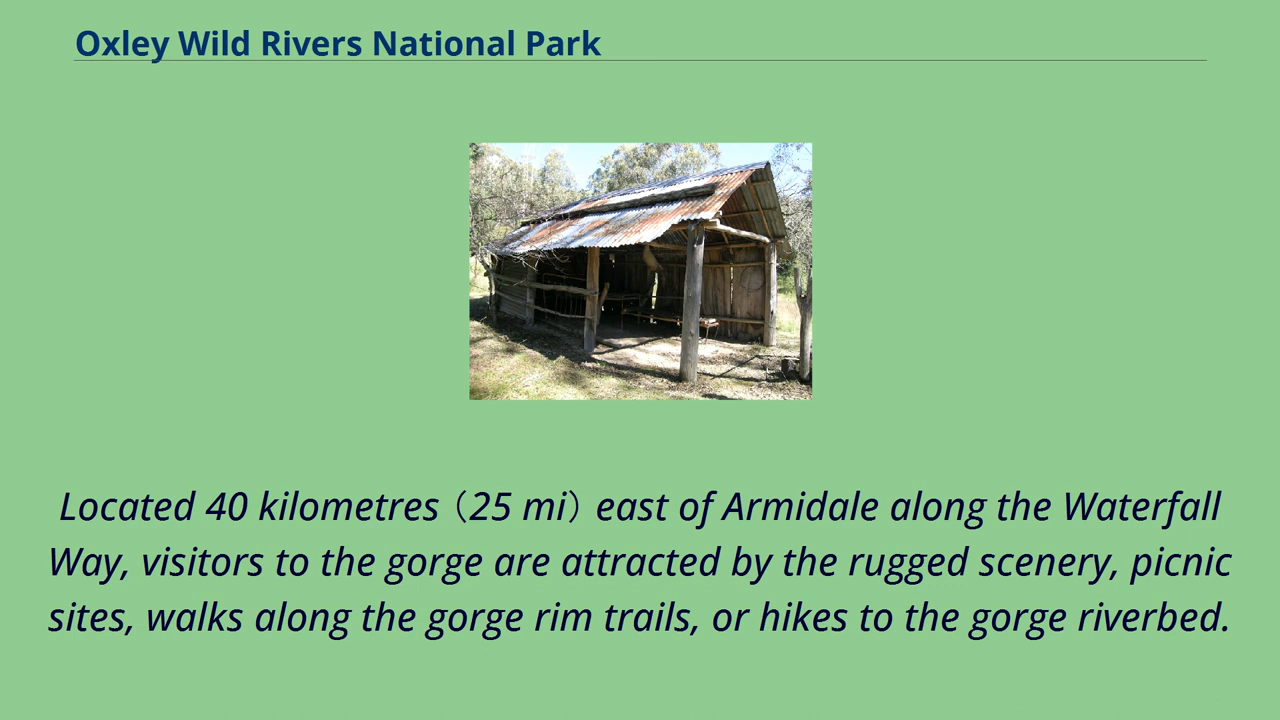 Oxley Wild Rivers National Park
Located 40 kilometres (25 mi) east of Armidale along the Waterfall
Way, visitors to the gorge are attracted by the rugged scenery, picnic
sites, walks along the gorge rim trails, or hikes to the gorge riverbed.